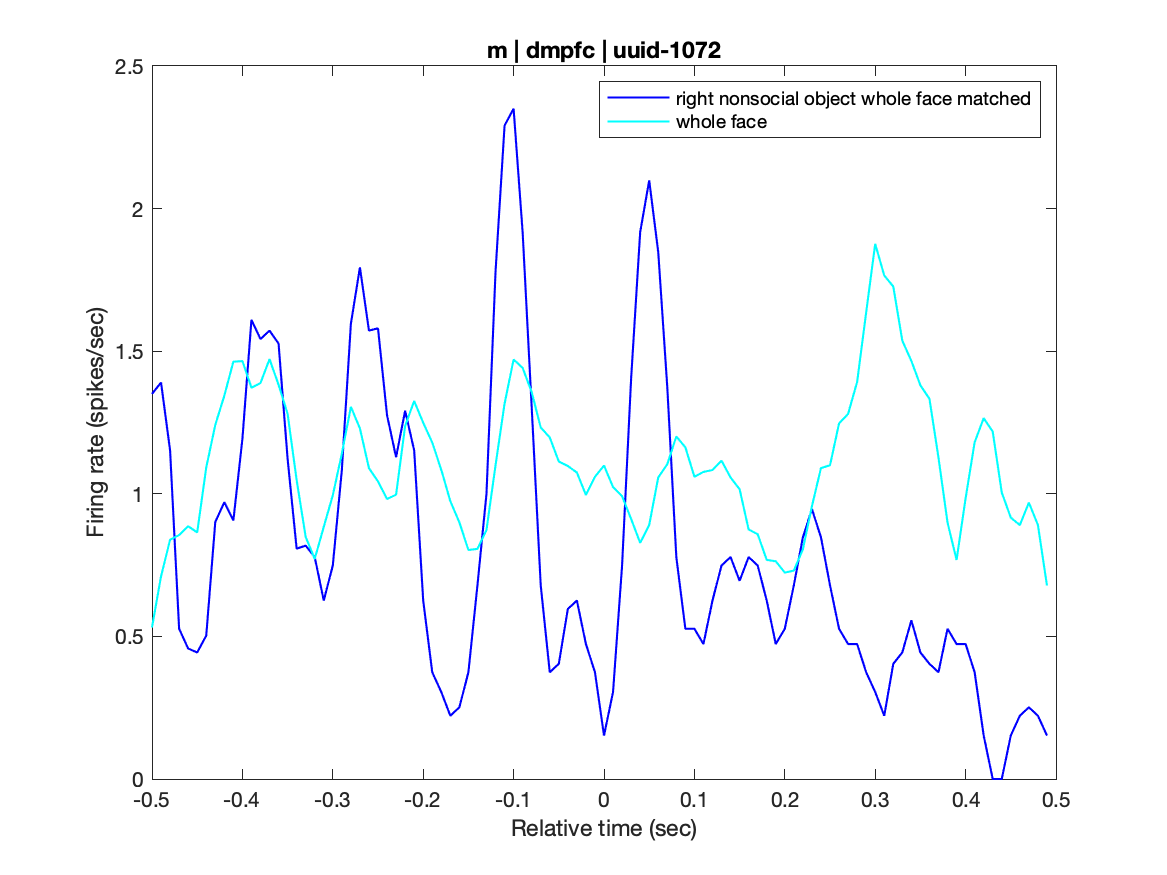 m | dmpfc | uuid-1072
right nonsocial object whole face matched
whole face
Firing rate (spikes/sec)
2.5
2
1.5
1
0.5
0
-0.5 -0.4 -0.3 -0.2 -0.1 0 0.1 0.2 0.3 0.4 0.5
Relative time (sec)